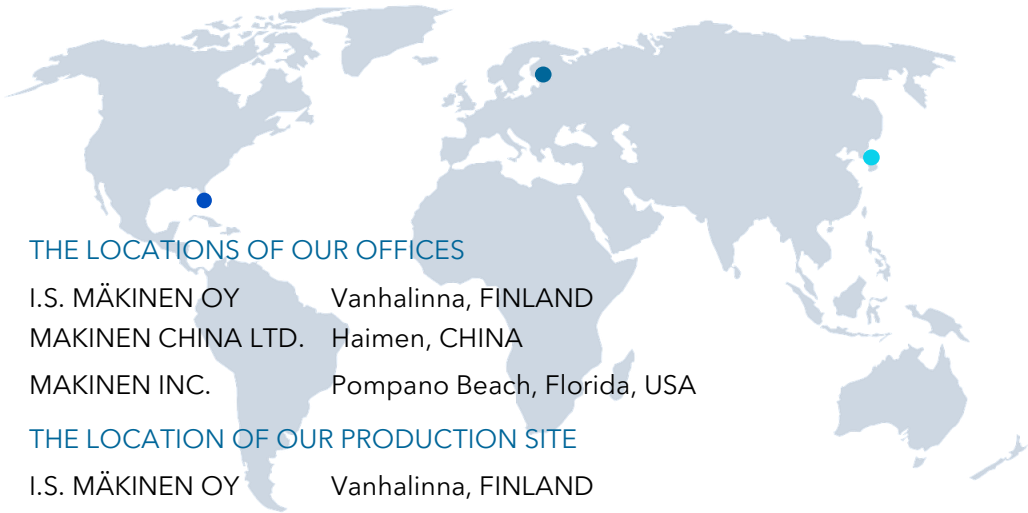 THE LOCATIONS OF OUR OFFICES
I.S. MÄKINEN OY Vanhalinna, FINLAND
MAKINEN CHINA LTD. Haimen, CHINA
MAKINEN INC. Pompano Beach, Florida, USA
THE LOCATION OF OUR PRODUCTION SITE
I.S. MÄKINEN OY Vanhalinna, FINLAND